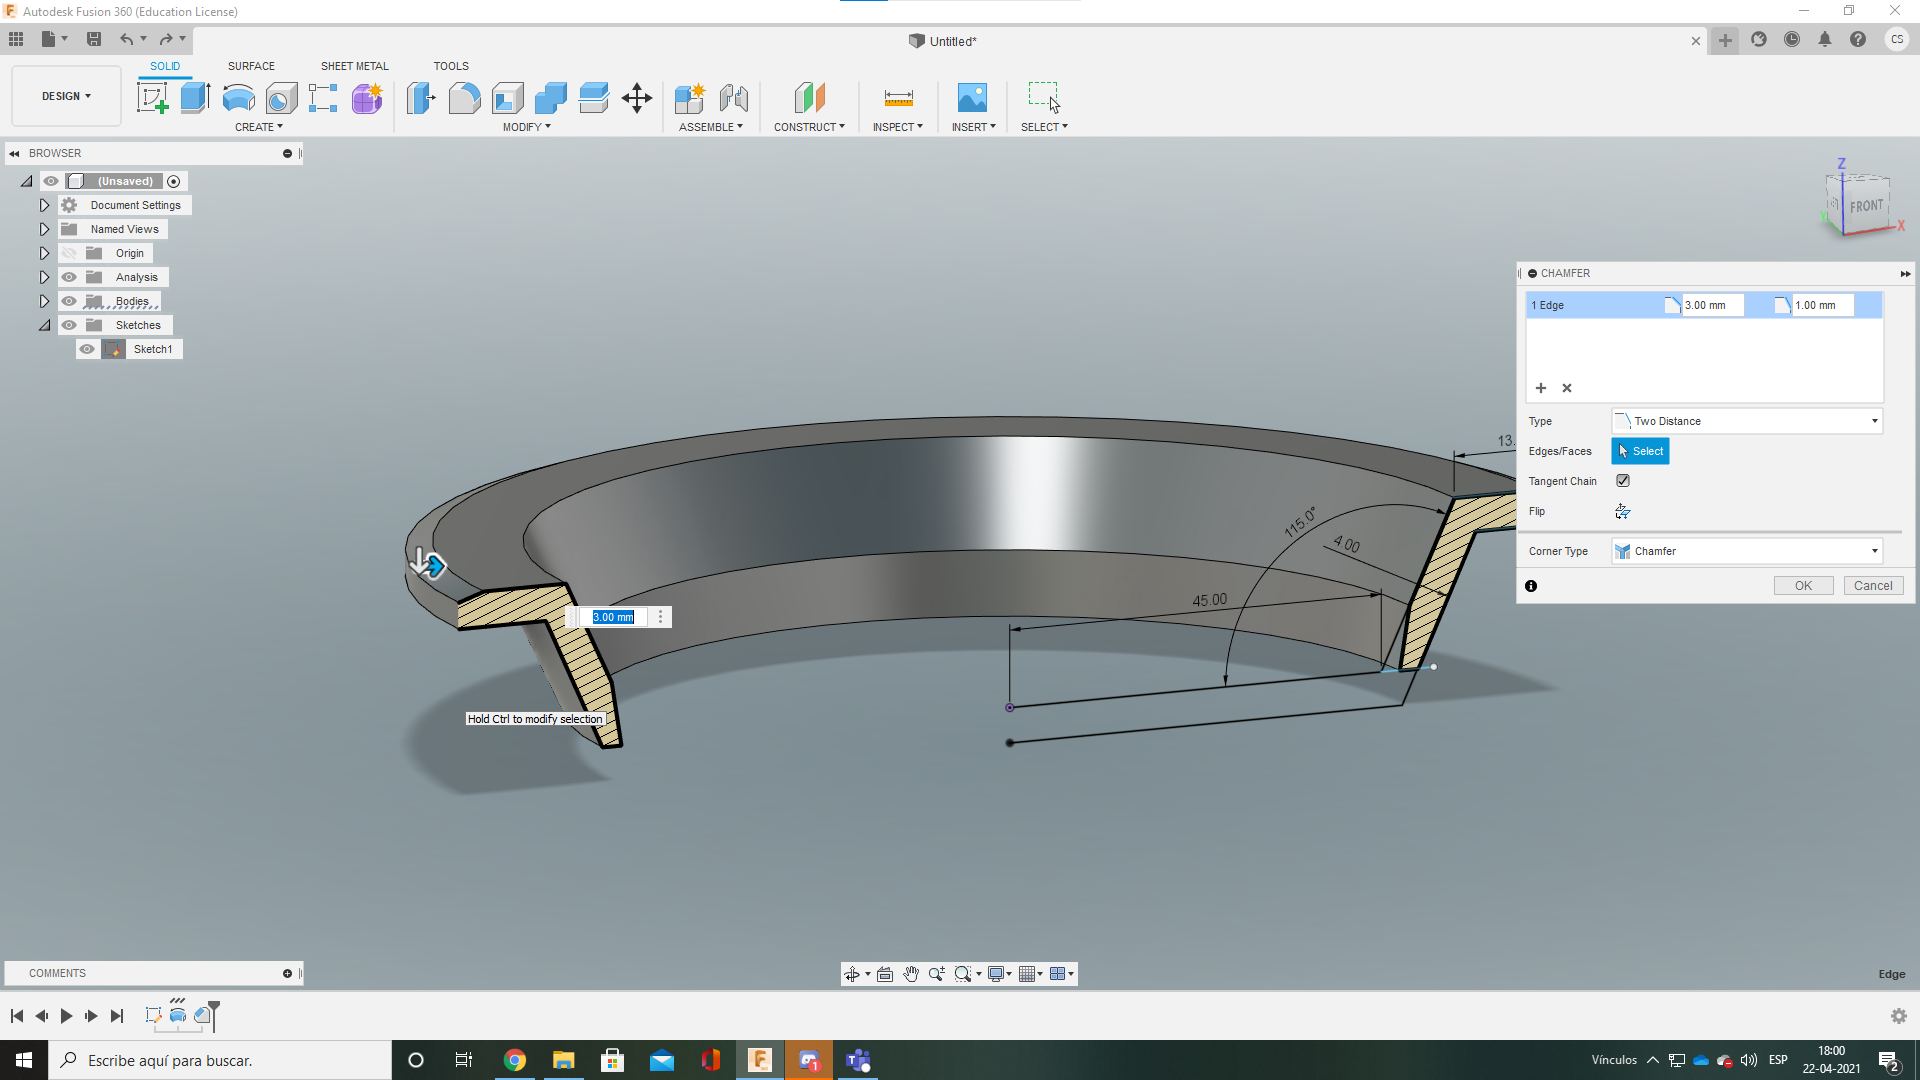 Autodesk Fusion 360 (Education License)
Untitled*
CS
DESIGN
SOLID
SURFACE
SHEET METAL
TOOLS
CREATE
MODIFY
ASSEMBLE
CONSTRUCT
INSPECT
INSERT
SELECT
BROWSER
(Unsaved)
Document Settings
Named Views
Origin
Analysis
Bodies
Sketches
Sketch1
Z
FRONT
X
Y
CHAMFER
1 Edge
3.00 mm
1.00 mm
Type
Two Distance
Edges/Faces
Select
Tangent Chain
Flip
Corner Type
Chamfer
OK
Cancel
13.
115.0°
4.00
45.00
3.00 mm
Hold Ctrl to modify selection
COMMENTS
Edge
Escribe aquí para buscar.
1
Vínculos
ESP
18:00
22-04-2021
2